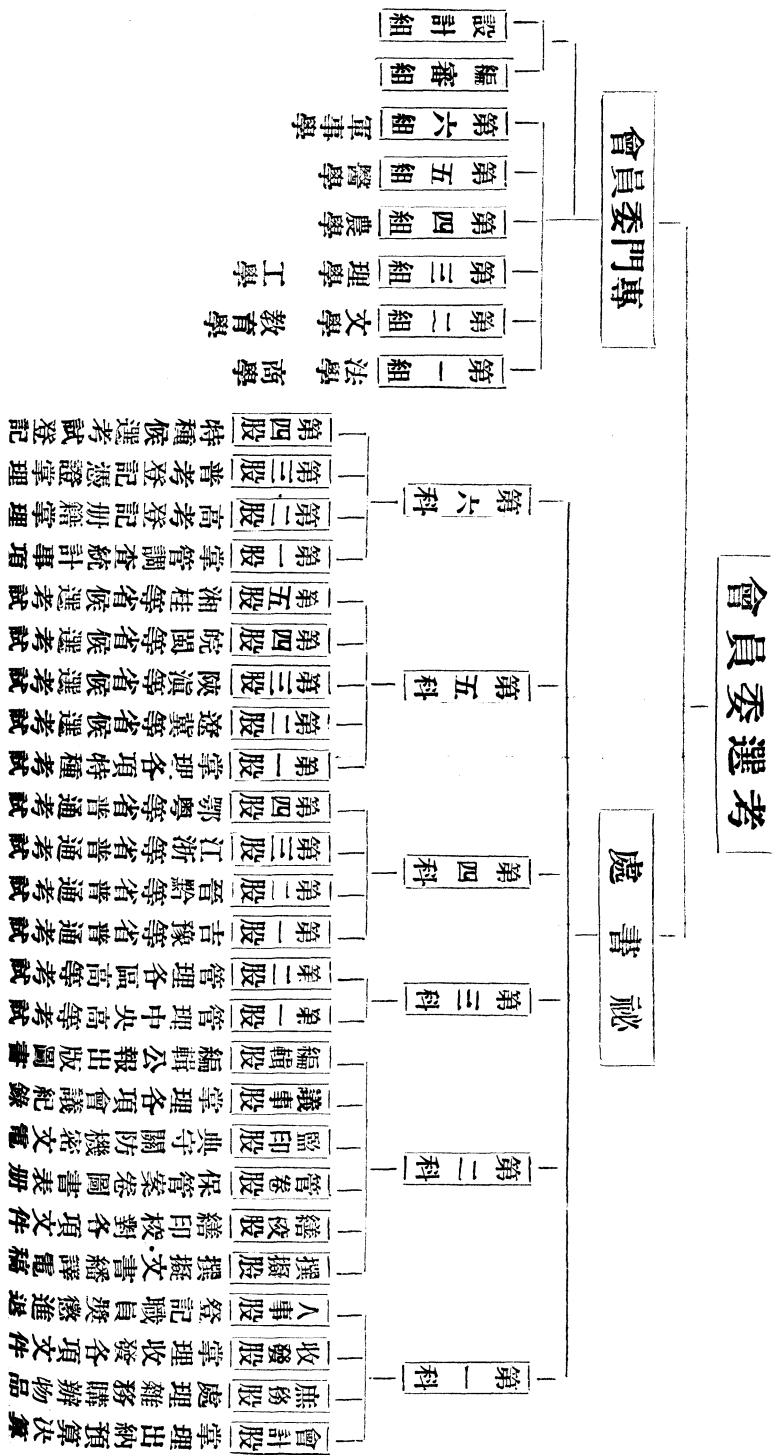 考選委員會
祕書處
專門委員會
第一科
第二科
第三科
第四科
第五科
第六科
會計股 掌理出納預算決算
庶務股 處理雜務購辦物品
收發股 掌理收發各項文件
人事股 登記職員獎懲進退
撰擬股 撰擬文書繙譯電稿
繕校股 繕印校對各項文件
管卷股 保管案卷圖書表册
監印股 典守關防機密文電
議事股 掌理各項會議紀錄
編輯股 編輯公報出版圖書
第一股 管理中央高等考試
第二股 管理各區高等考試
第一股 吉豫等省普通考試
第二股 晉黔等省普通考試
第三股 江浙等省普通考試
第四股 鄂粵等省普通考試
第一股 掌理各項特種考試
第二股 遼冀等省候選考試
第三股 陝滇等省候選考試
第四股 皖閩等省候選考試
第五股 湘桂等省候選考試
第一股 掌管調查統計事項
第二股 高考登記册籍掌理
第三股 普考登記憑證掌理
第四股 特種候選考試登記
第一組 法學 商學
第二組 文學 教育學
第三組 理學 工學
第四組 農學
第五組 醫學
第六組 軍事學
編審組
設計組